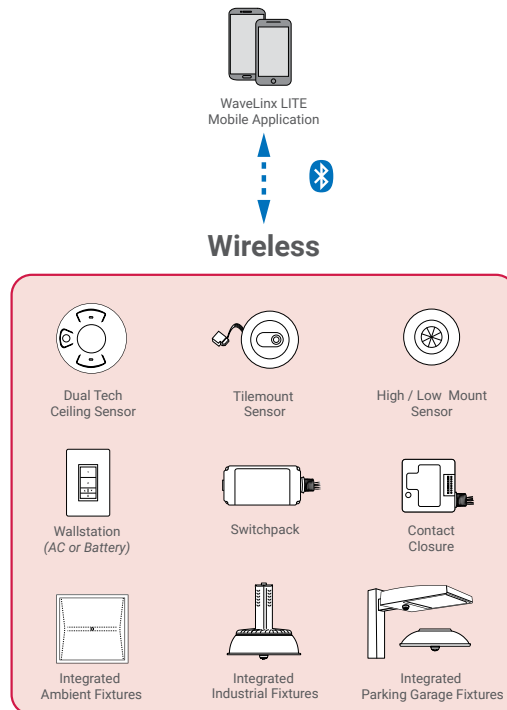 WaveLinx LITE
Mobile Application
Wireless
Dual Tech
Ceiling Sensor
Tilemount
Sensor
High / Low Mount
Sensor
Wallstation
(AC or Battery)
Switchpack
Contact
Closure
Integrated
Ambient Fixtures
Integrated
Industrial Fixtures
Integrated
Parking Garage Fixtures